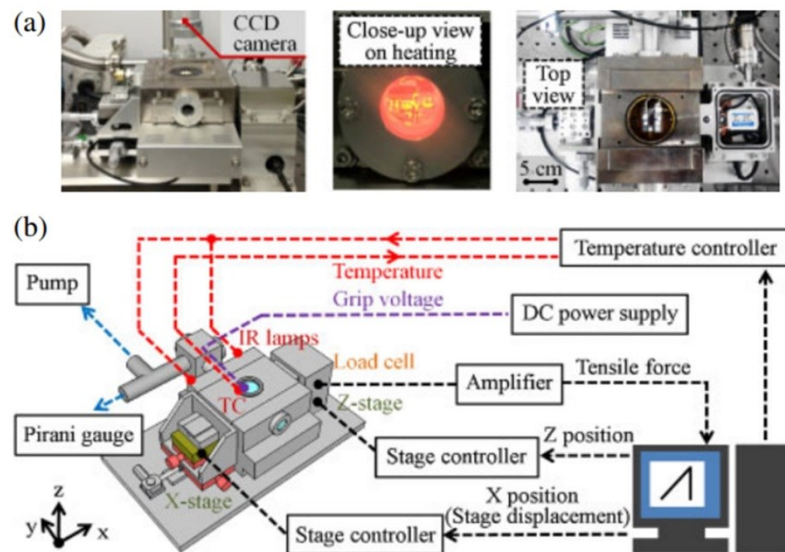 (a)
CCD
camera
Close-up view
on heating
Top
view
5 cm
(b)
Temperature controller
Pump
Temperature
Grip voltage
DC power supply
IR lamps
Load cell
Amplifier
Tensile force
TC
Z-stage
Pirani gauge
Z position
Stage controller
X-stage
X position
(Stage displacement)
Stage controller
z
y
x